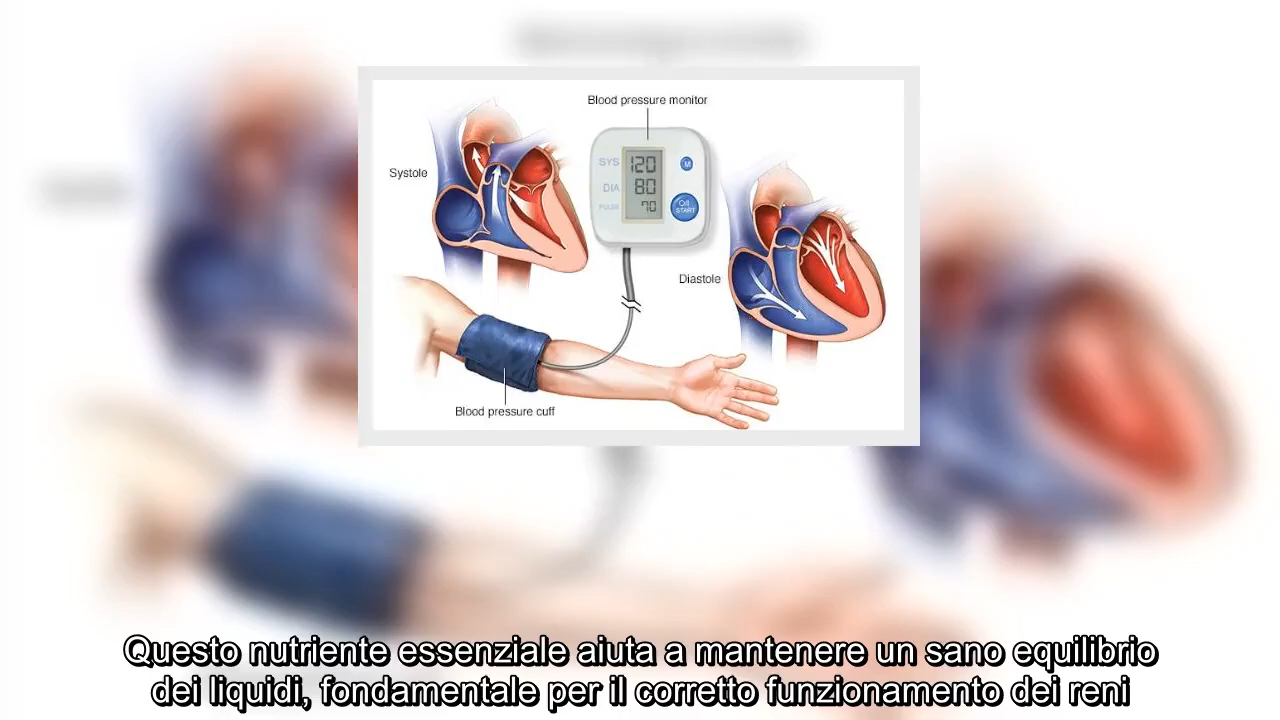 Blood pressure monitor
Systole
SYS 120
DIA 80
PULSE 70
M
O/I
START
Diastole
Blood pressure cuff
Questo nutriente essenziale aiuta a mantenere un sano equilibrio
dei liquidi, fondamentale per il corretto funzionamento dei reni